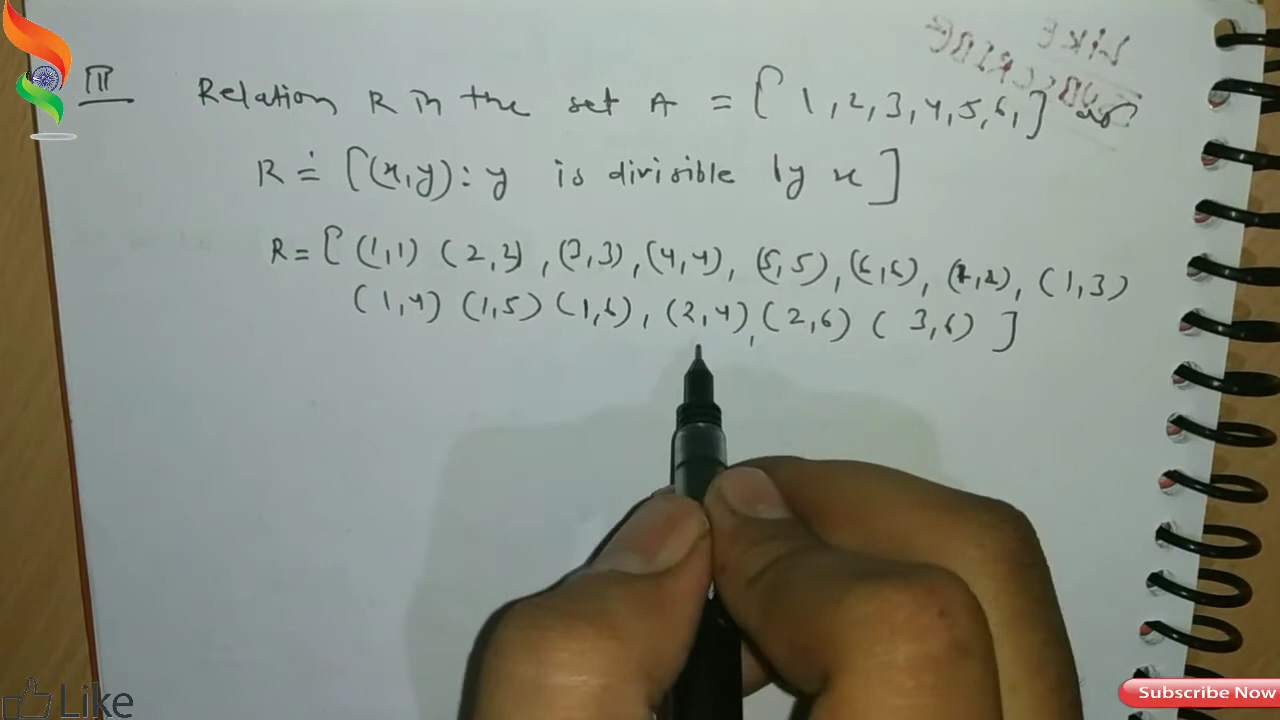 III Relation R in the set A = [ 1, 2, 3, 4, 5, 6, ] as
R = [(x,y): y is divisible by x]
R = [ (1,1) (2,2), (3,3), (4,4), (5,5), (6,6), (1,2), (1,3)
(1,4) (1,5) (1,6), (2,4), (2,6) (3,6) ]
Like
Subscribe Now